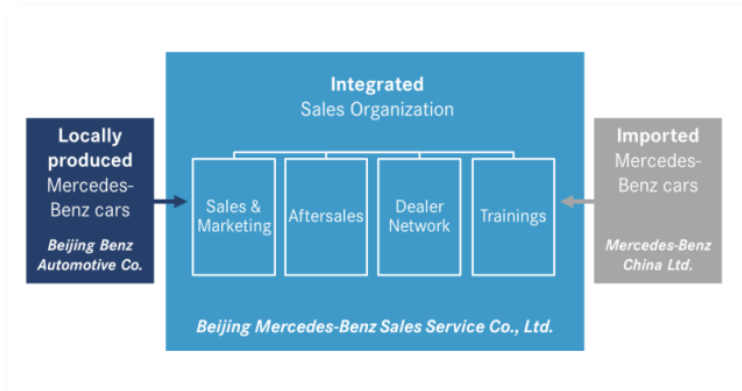 Integrated
Sales Organization
Locally
produced
Mercedes-
Benz cars
Beijing Benz
Automotive Co.
Sales &
Marketing
Aftersales
Dealer
Network
Trainings
Imported
Mercedes-
Benz cars
Mercedes-Benz
China Ltd.
Beijing Mercedes-Benz Sales Service Co., Ltd.